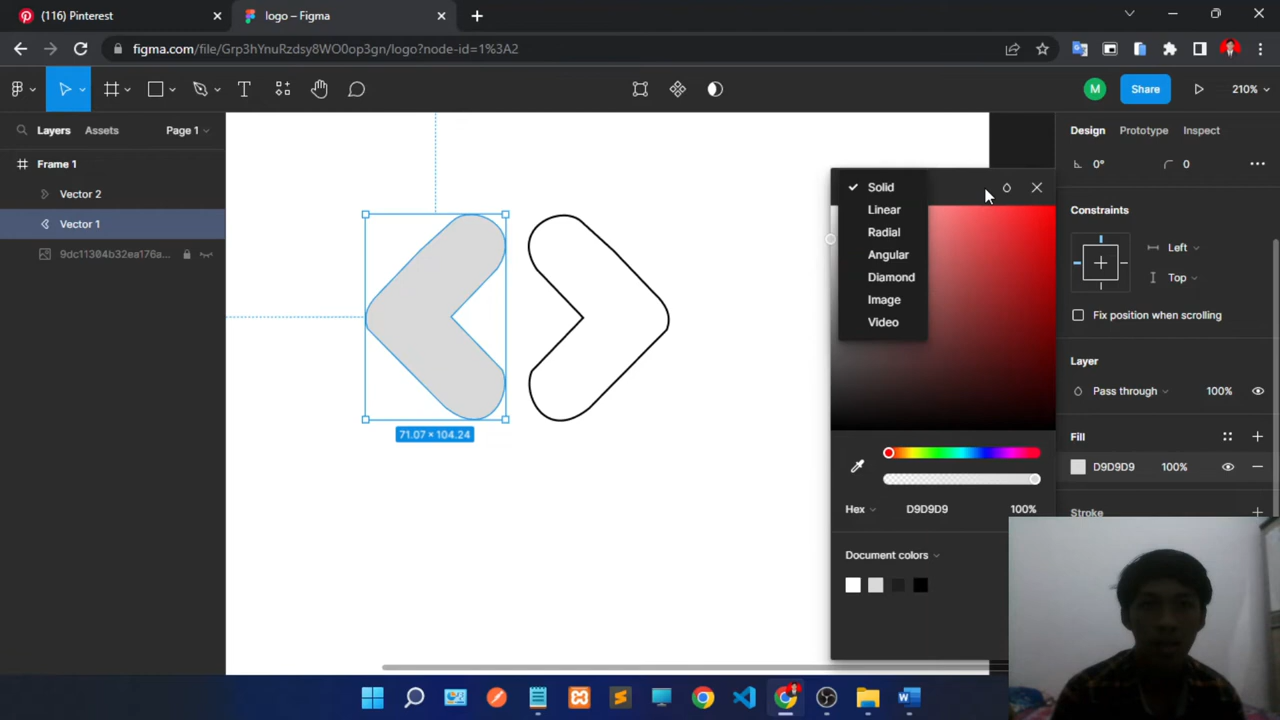 (116) Pinterest
logo – Figma
figma.com/file/Grp3hYnuRzdsy8WO0op3gn/logo?node-id=1%3A2
M
Share
210%
Layers
Assets
Page 1
Design
Prototype
Inspect
Frame 1
0°
0
Vector 2
Vector 1
9dc11304b32ea176a...
Solid
Linear
Radial
Angular
Diamond
Image
Video
Constraints
Left
Top
Fix position when scrolling
Layer
Pass through
100%
Fill
D9D9D9
100%
Stroke
71.07 × 104.24
Hex
D9D9D9
100%
Document colors